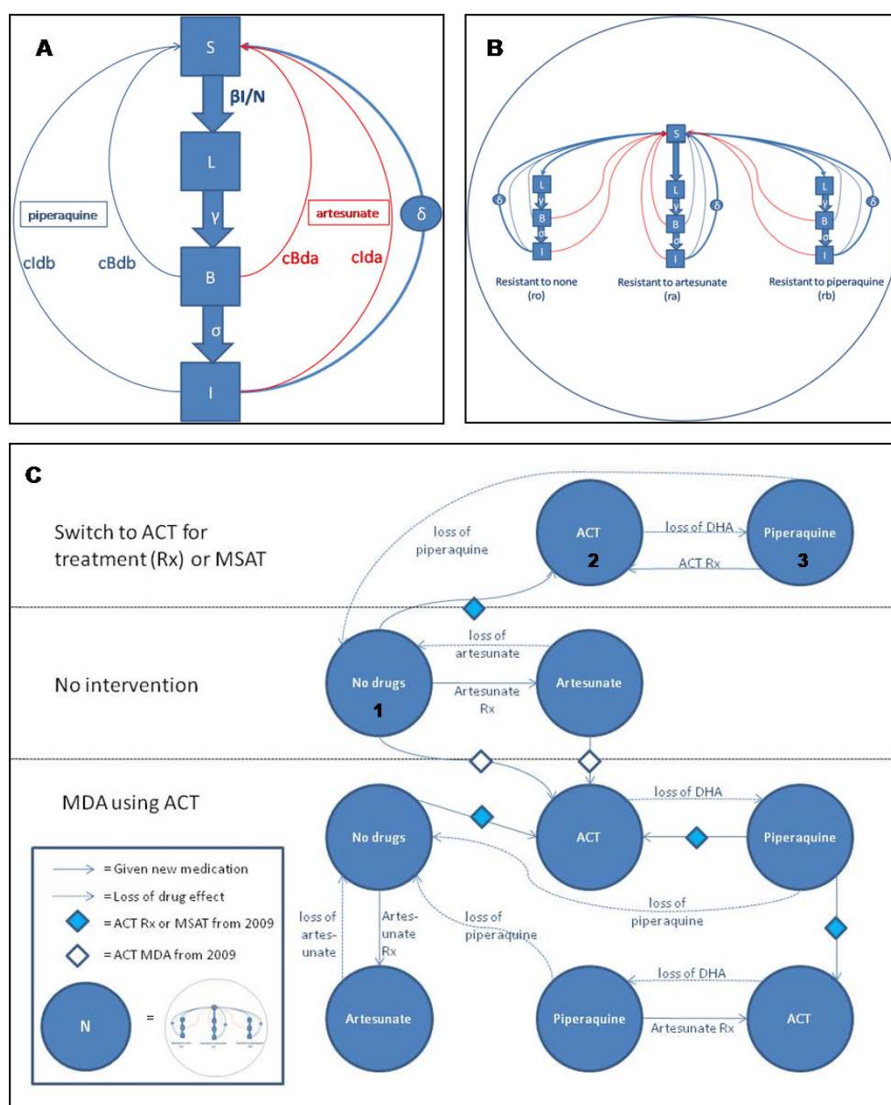 A
S
βI/N
L
γ
piperaquine
artesunate
δ
cIdb
cBdb
cBda
cIda
B
σ
I
B
S
L
γ
B
σ
I
δ
L
γ
B
σ
I
δ
L
γ
B
σ
I
δ
Resistant to none
(ro)
Resistant to artesunate
(ra)
Resistant to piperaquine
(rb)
C
Switch to ACT for
treatment (Rx) or MSAT
loss of
piperaquine
ACT
2
loss of DHA
ACT Rx
Piperaquine
3
No intervention
No drugs
1
loss of
artesunate
Artesunate
Rx
Artesunate
MDA using ACT
No drugs
ACT
loss of DHA
Piperaquine
loss of
artes-
unate
Artes-
unate
Rx
loss of
piperaquine
loss of
piperaquine
Artesunate
Piperaquine
loss of DHA
Artesunate Rx
ACT
= Given new medication
= Loss of drug effect
= ACT Rx or MSAT from 2009
= ACT MDA from 2009
N
=